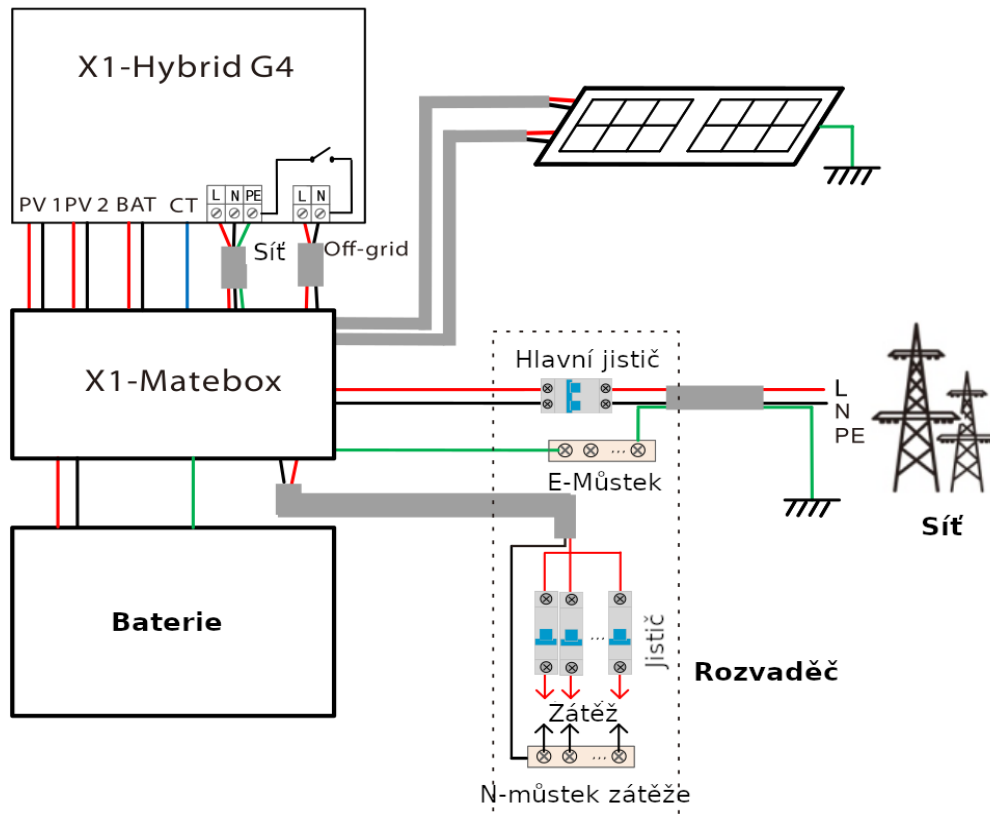 X1-Hybrid G4
PV 1 PV 2 BAT CT
L N PE
L N
Síť
Off-grid
X1-Matebox
Hlavní jistič
L
N
PE
...
E-Můstek
Síť
Baterie
...
Jistič
Rozvaděč
Zátěž
...
N-můstek zátěže